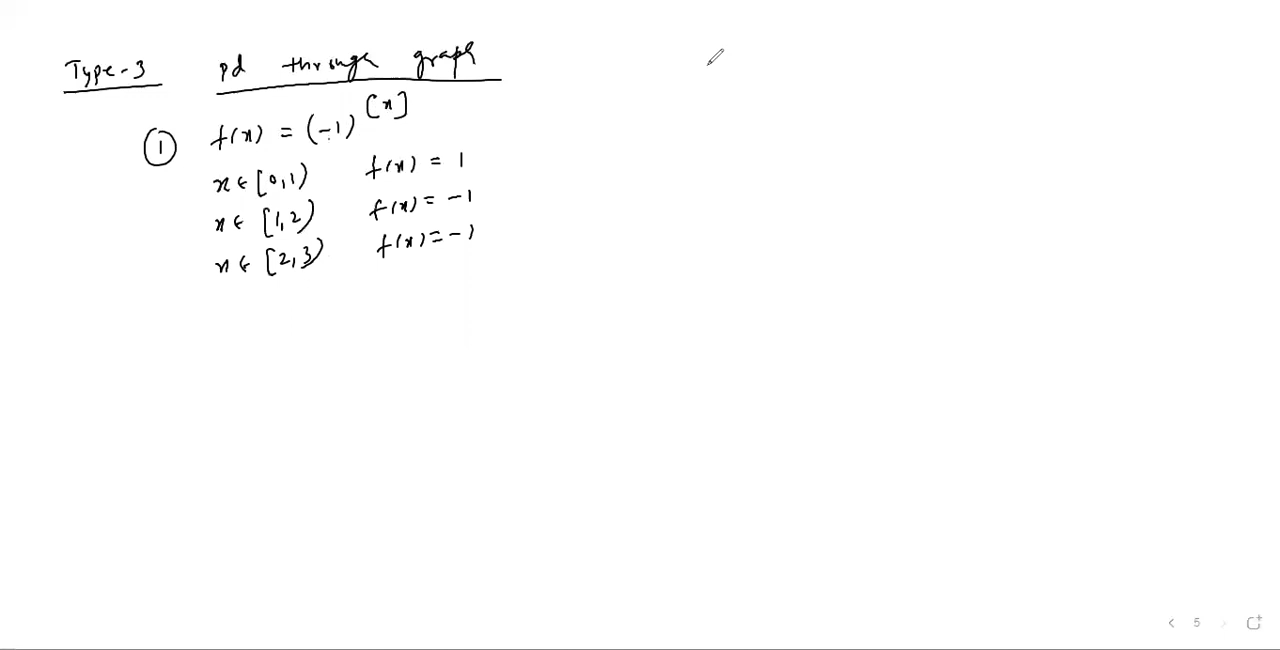 Type-3 pd through graph
① f(x) = (-1)^[x]
x ∈ [0,1) f(x) = 1
x ∈ [1,2) f(x) = -1
x ∈ [2,3) f(x) = -1
< 5 >